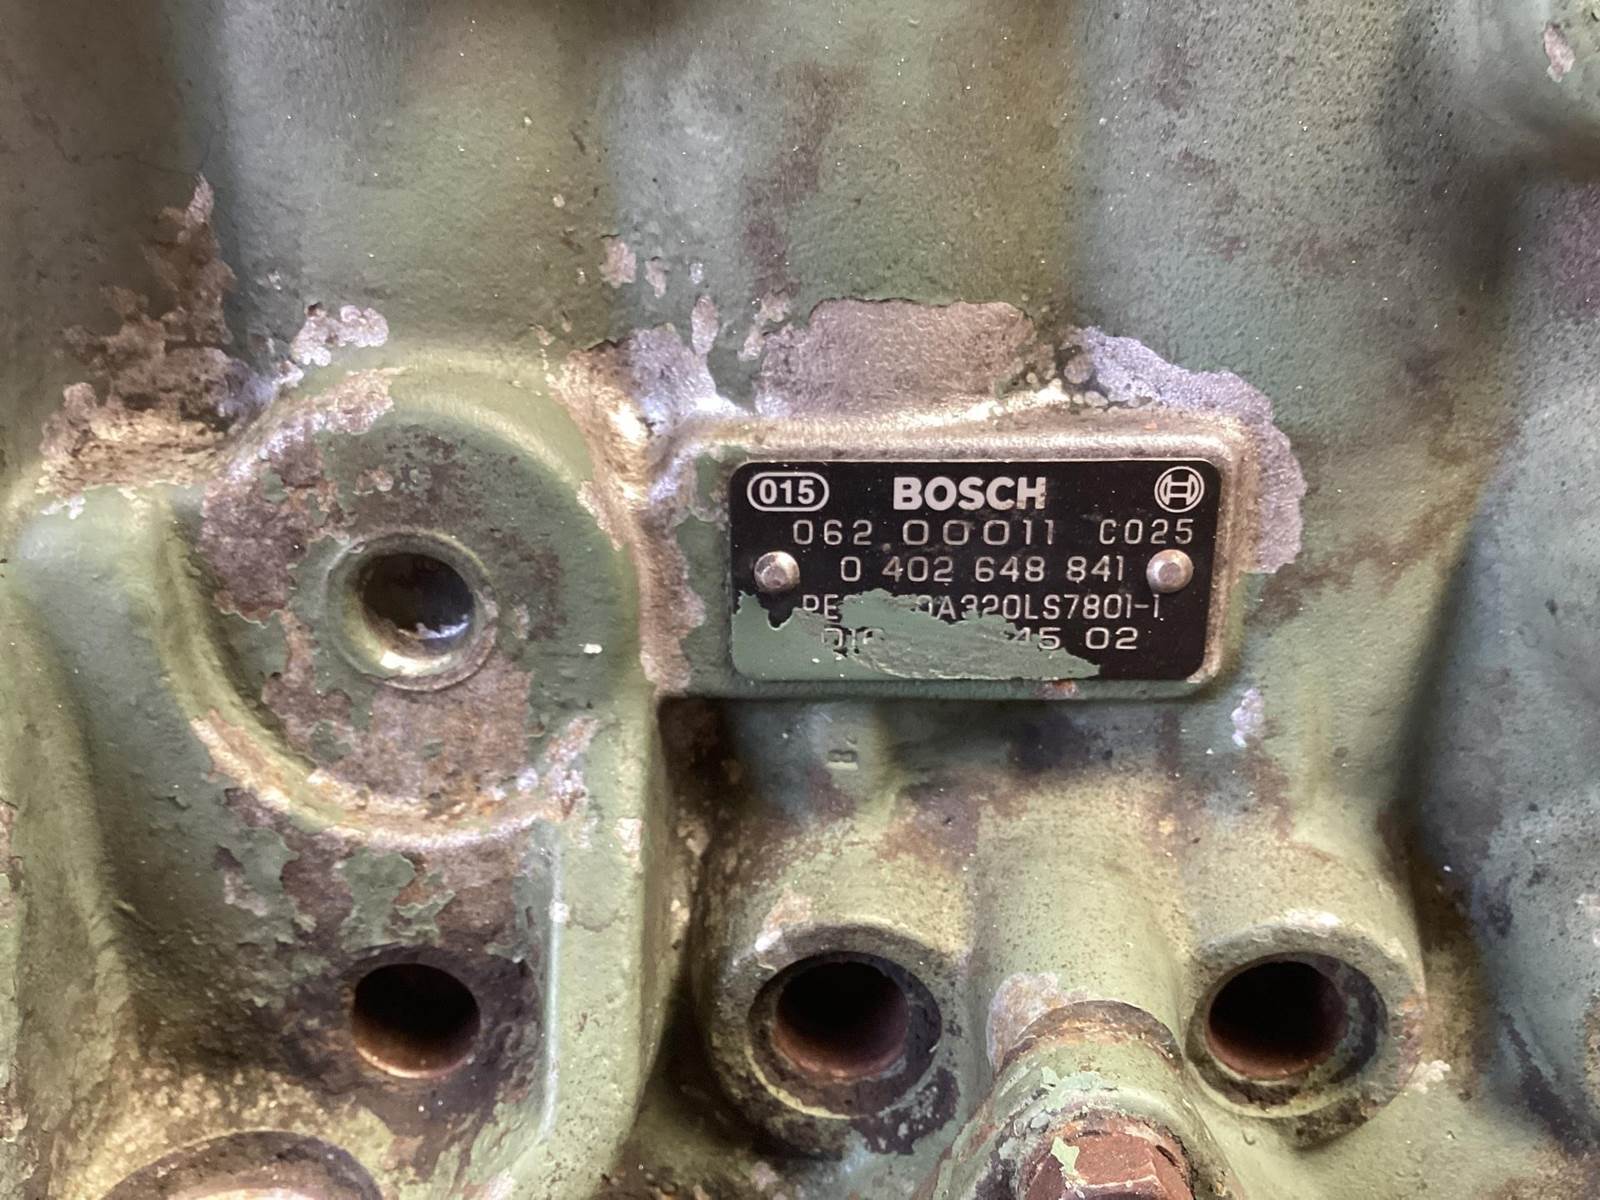 015 BOSCH
062 00011 C025
0 402 648 841
A320LS7801-1
45 02